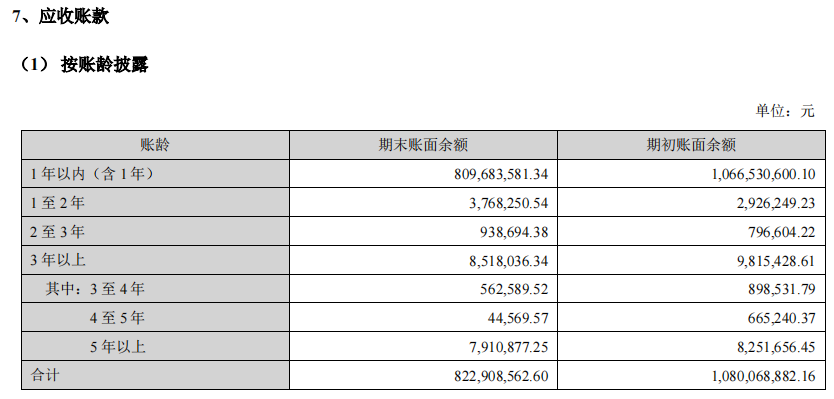 7、应收账款
（1） 按账龄披露
单位：元
账龄 期末账面余额 期初账面余额
1 年以内（含 1 年） 809,683,581.34 1,066,530,600.10
1 至 2 年 3,768,250.54 2,926,249.23
2 至 3 年 938,694.38 796,604.22
3 年以上 8,518,036.34 9,815,428.61
其中：3 至 4 年 562,589.52 898,531.79
4 至 5 年 44,569.57 665,240.37
5 年以上 7,910,877.25 8,251,656.45
合计 822,908,562.60 1,080,068,882.16